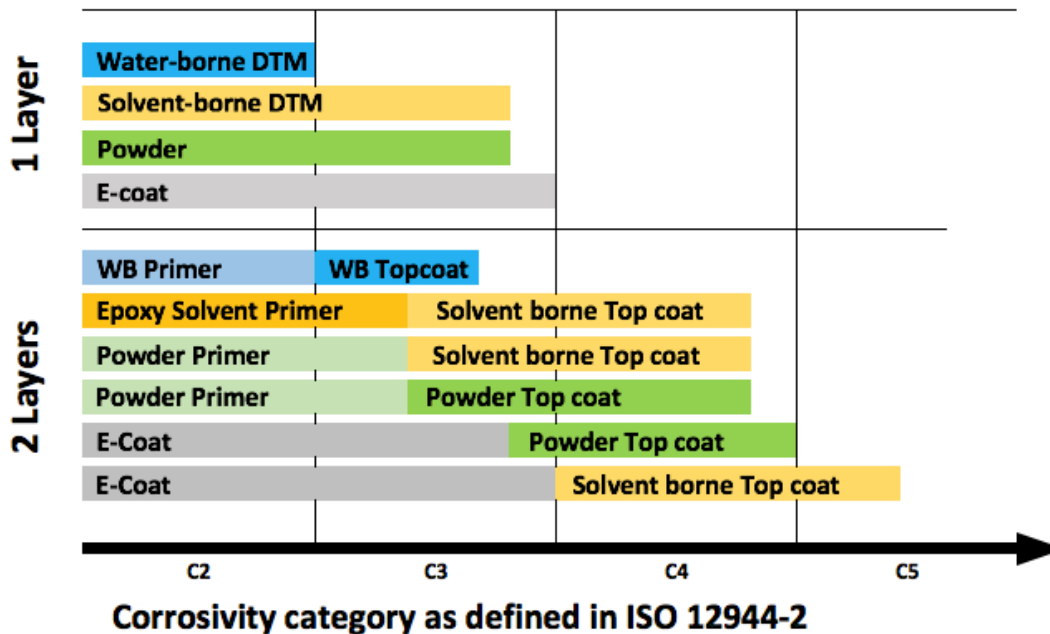 1 Layer
Water-borne DTM
Solvent-borne DTM
Powder
E-coat
2 Layers
WB Primer WB Topcoat
Epoxy Solvent Primer Solvent borne Top coat
Powder Primer Solvent borne Top coat
Powder Primer Powder Top coat
E-Coat Powder Top coat
E-Coat Solvent borne Top coat
C2 C3 C4 C5
Corrosivity category as defined in ISO 12944-2